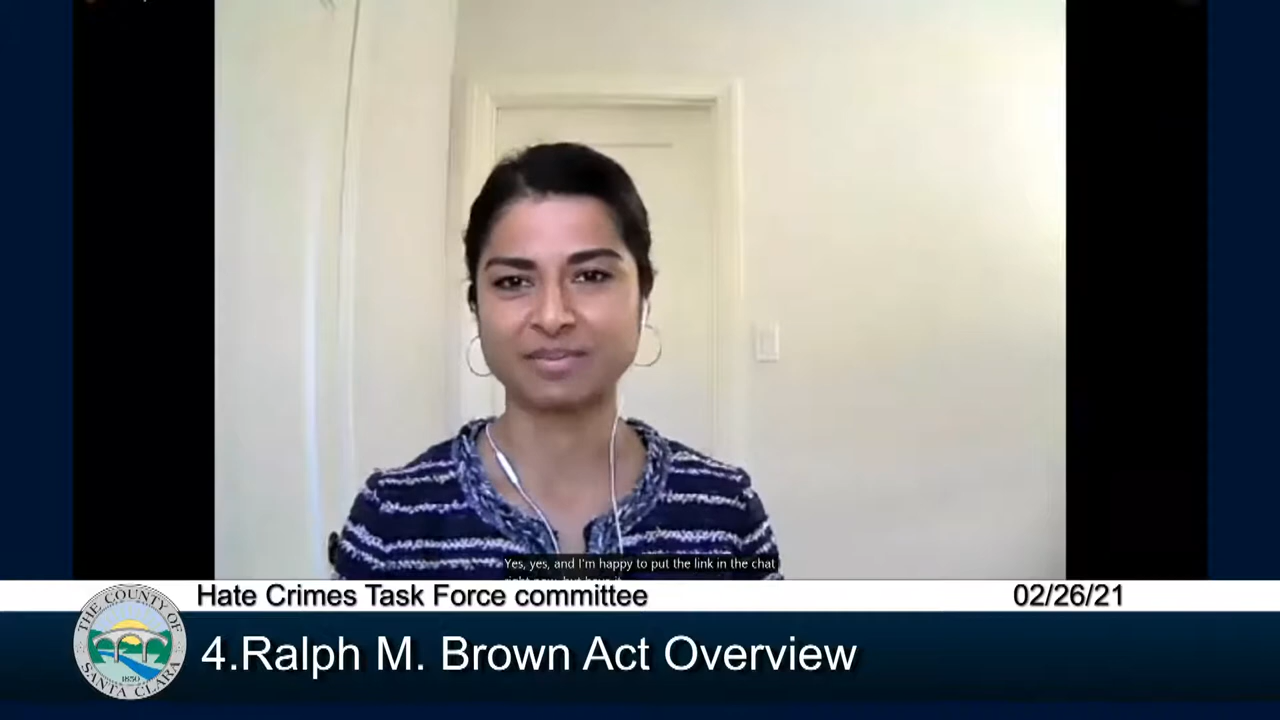 Yes, yes, and I'm happy to put the link in the chat
Hate Crimes Task Force committee
02/26/21
THE COUNTY OF
SANTA CLARA
1850
4.Ralph M. Brown Act Overview